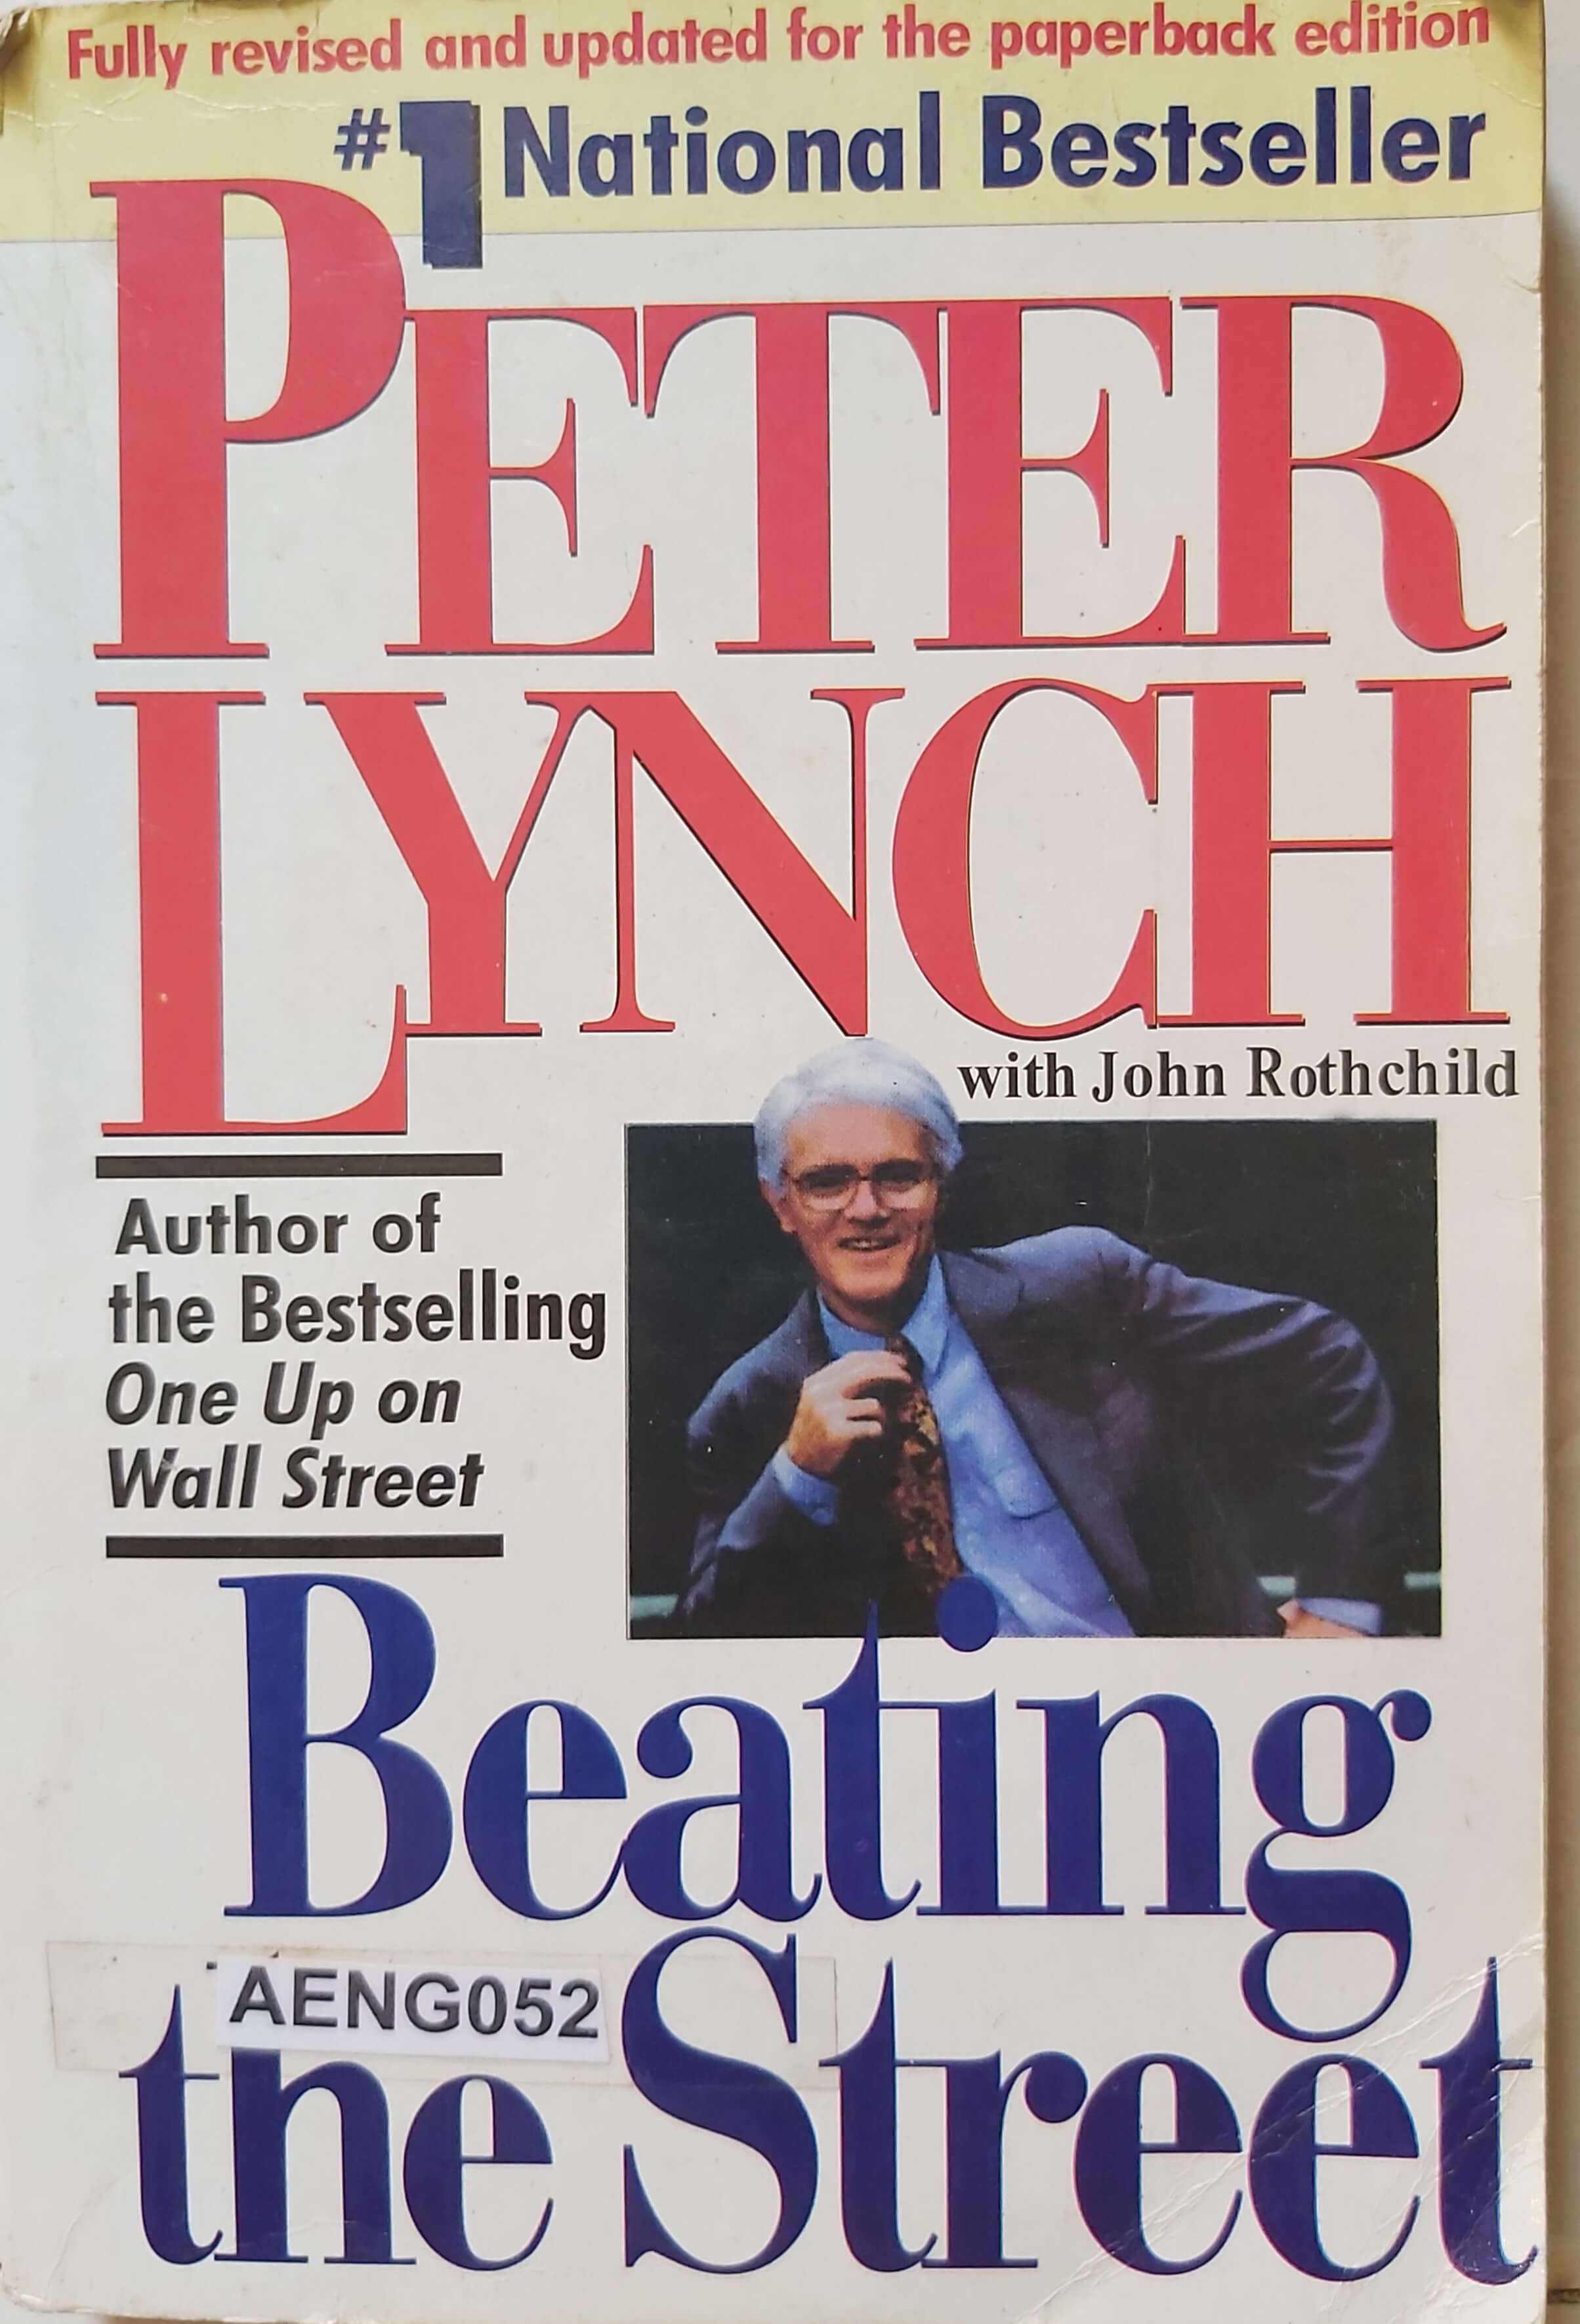 Fully revised and updated for the paperback edition
#1 National Bestseller
PETER
LYNCH
with John Rothchild
Author of
the Bestselling
One Up on
Wall Street
Beating
AENG052
the Street